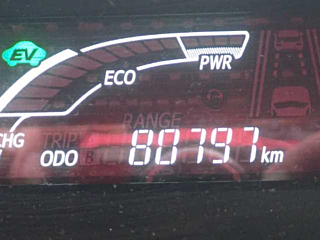 EV
ECO
PWR
RANGE
CHG
TRIP
ODO
B
80797 km